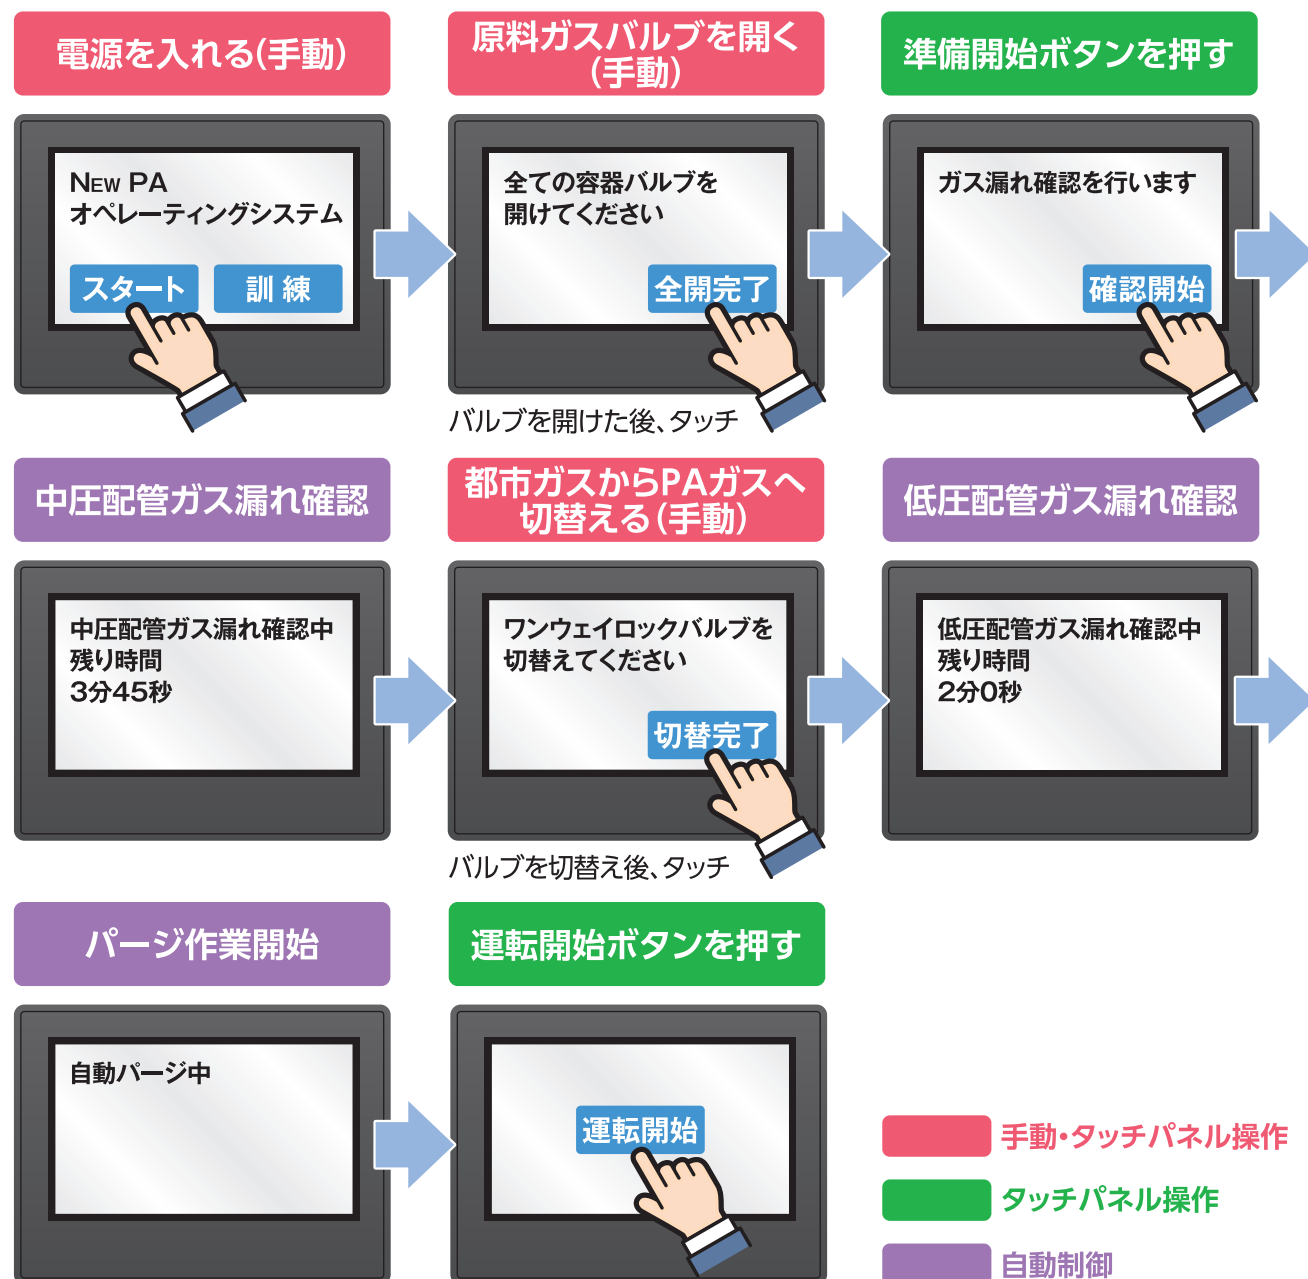 電源を入れる(手動)
原料ガスバルブを開く
(手動)
準備開始ボタンを押す
NEW PA
オペレーティングシステム
スタート
訓練
全ての容器バルブを
開けてください
全開完了
ガス漏れ確認を行います
確認開始
バルブを開けた後、タッチ
中圧配管ガス漏れ確認
都市ガスからPAガスへ
切替える(手動)
低圧配管ガス漏れ確認
中圧配管ガス漏れ確認中
残り時間
3分45秒
ワンウェイロックバルブを
切替えてください
切替完了
低圧配管ガス漏れ確認中
残り時間
2分0秒
バルブを切替え後、タッチ
パージ作業開始
運転開始ボタンを押す
自動パージ中
運転開始
手動・タッチパネル操作
タッチパネル操作
自動制御